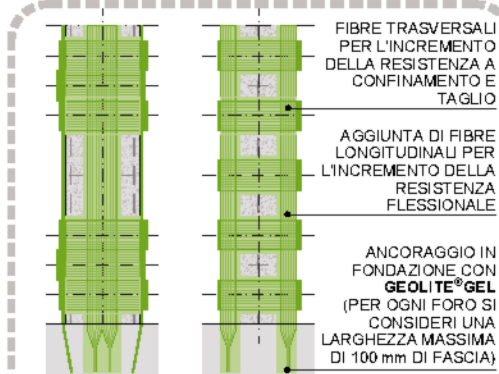 FIBRE TRASVERSALI
PER L'INCREMENTO
DELLA RESISTENZA A
CONFINAMENTO E
TAGLIO
AGGIUNTA DI FIBRE
LONGITUDINALI PER
L'INCREMENTO DELLA
RESISTENZA
FLESSIONALE
ANCORAGGIO IN
FONDAZIONE CON
GEOLITE®GEL
(PER OGNI FORO SI
CONSIDERI UNA
LARGHEZZA MASSIMA
DI 100 mm DI FASCIA)